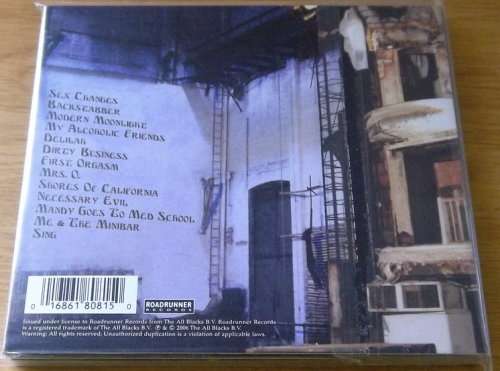 Sex Changes
Backstabber
Modern Moonlight
My Alcoholic Friends
Delilah
Dirty Business
First Orgasm
Mrs. O.
Shores Of California
Necessary Evil
Mandy Goes To Med School
Me & The Minibar
Sing
0 16861 80815 0
ROADRUNNER
RECORDS
Issued under license to Roadrunner Records from The All Blacks B.V. Roadrunner Records
is a registered trademark of The All Blacks B.V. ℗ & © 2006 The All Blacks B.V.
Warning: All rights reserved. Unauthorized duplication is a violation of applicable laws.